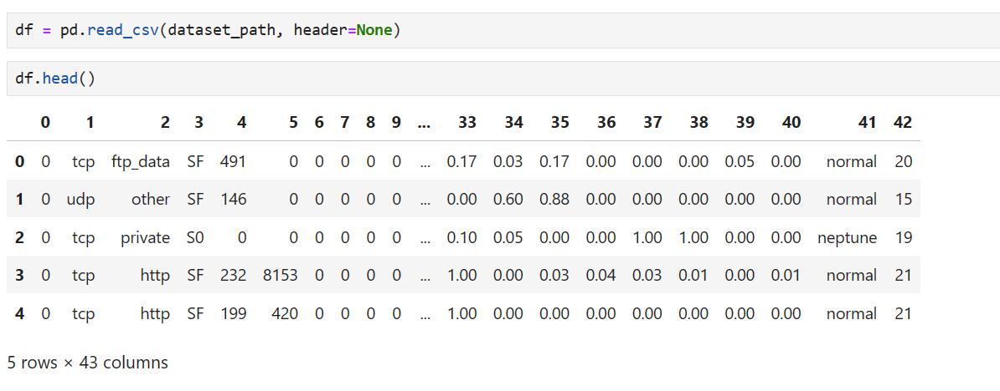 df = pd.read_csv(dataset_path, header=None)
df.head()
0 1 2 3 4 5 6 7 8 9 ... 33 34 35 36 37 38 39 40 41 42
0 0 tcp ftp_data SF 491 0 0 0 0 0 ... 0.17 0.03 0.17 0.00 0.00 0.00 0.05 0.00 normal 20
1 0 udp other SF 146 0 0 0 0 0 ... 0.00 0.60 0.88 0.00 0.00 0.00 0.00 0.00 normal 15
2 0 tcp private S0 0 0 0 0 0 0 ... 0.10 0.05 0.00 0.00 1.00 1.00 0.00 0.00 neptune 19
3 0 tcp http SF 232 8153 0 0 0 0 ... 1.00 0.00 0.03 0.04 0.03 0.01 0.00 0.01 normal 21
4 0 tcp http SF 199 420 0 0 0 0 ... 1.00 0.00 0.00 0.00 0.00 0.00 0.00 0.00 normal 21
5 rows × 43 columns